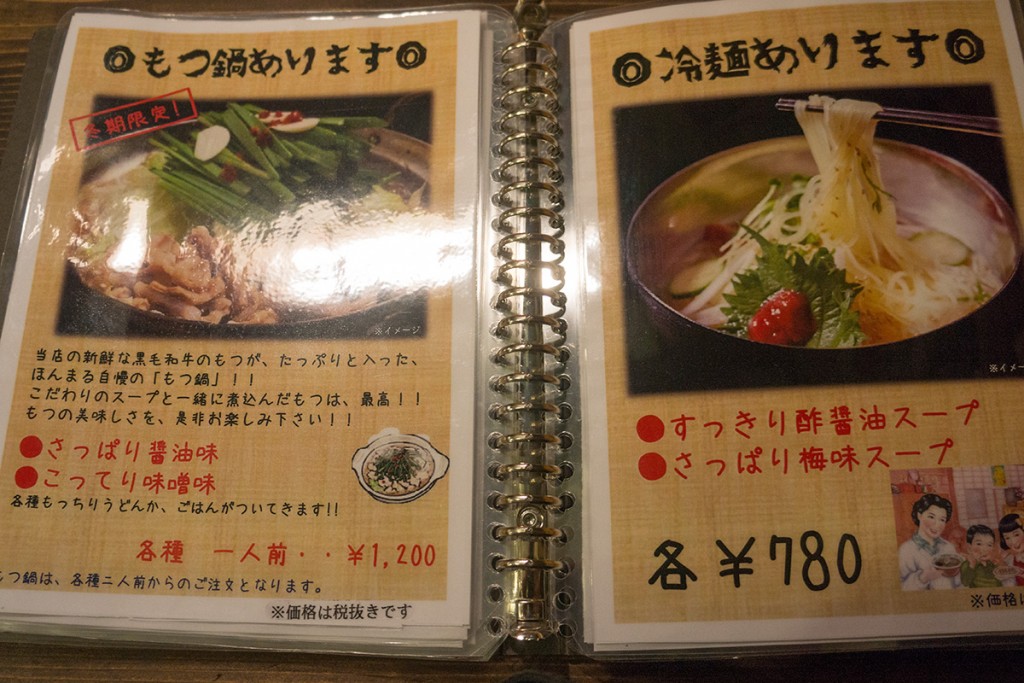 ◎もつ鍋あります◎
冬期限定!
※イメージ
当店の新鮮な黒毛和牛のもつが、たっぷりと入った、
ほんまる自慢の「もつ鍋」!!
こだわりのスープと一緒に煮込んだもつは、最高!!
もつの美味しさを、是非お楽しみ下さい!!
●さっぱり醤油味
●こってり味噌味
各種もっちりうどんか、ごはんがついてきます!!
各種 一人前・・¥1,200
もつ鍋は、各種二人前からのご注文となります。
※価格は税抜きです
◎冷麺あります◎
※イメー
●すっきり酢醤油スープ
●さっぱり梅味スープ
各¥780
※価格は